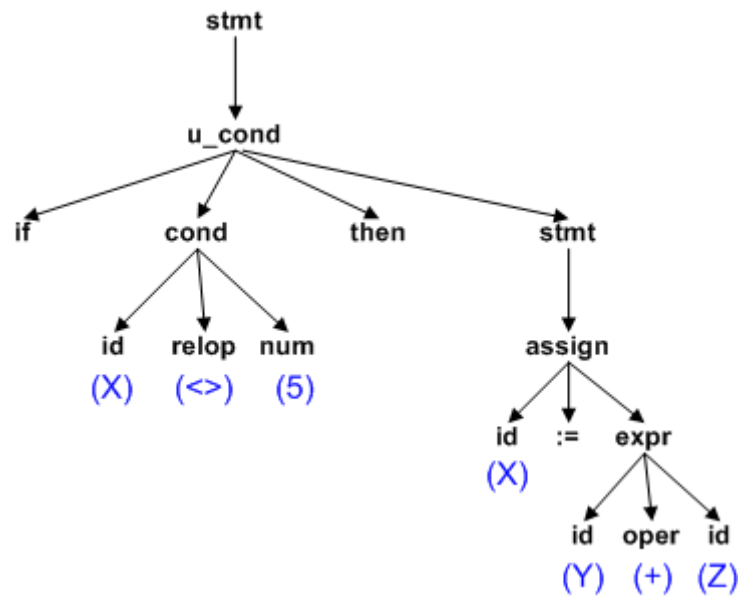 stmt
u_cond
if cond then stmt
id relop num assign
(X) (<>) (5)
id := expr
(X)
id oper id
(Y) (+) (Z)